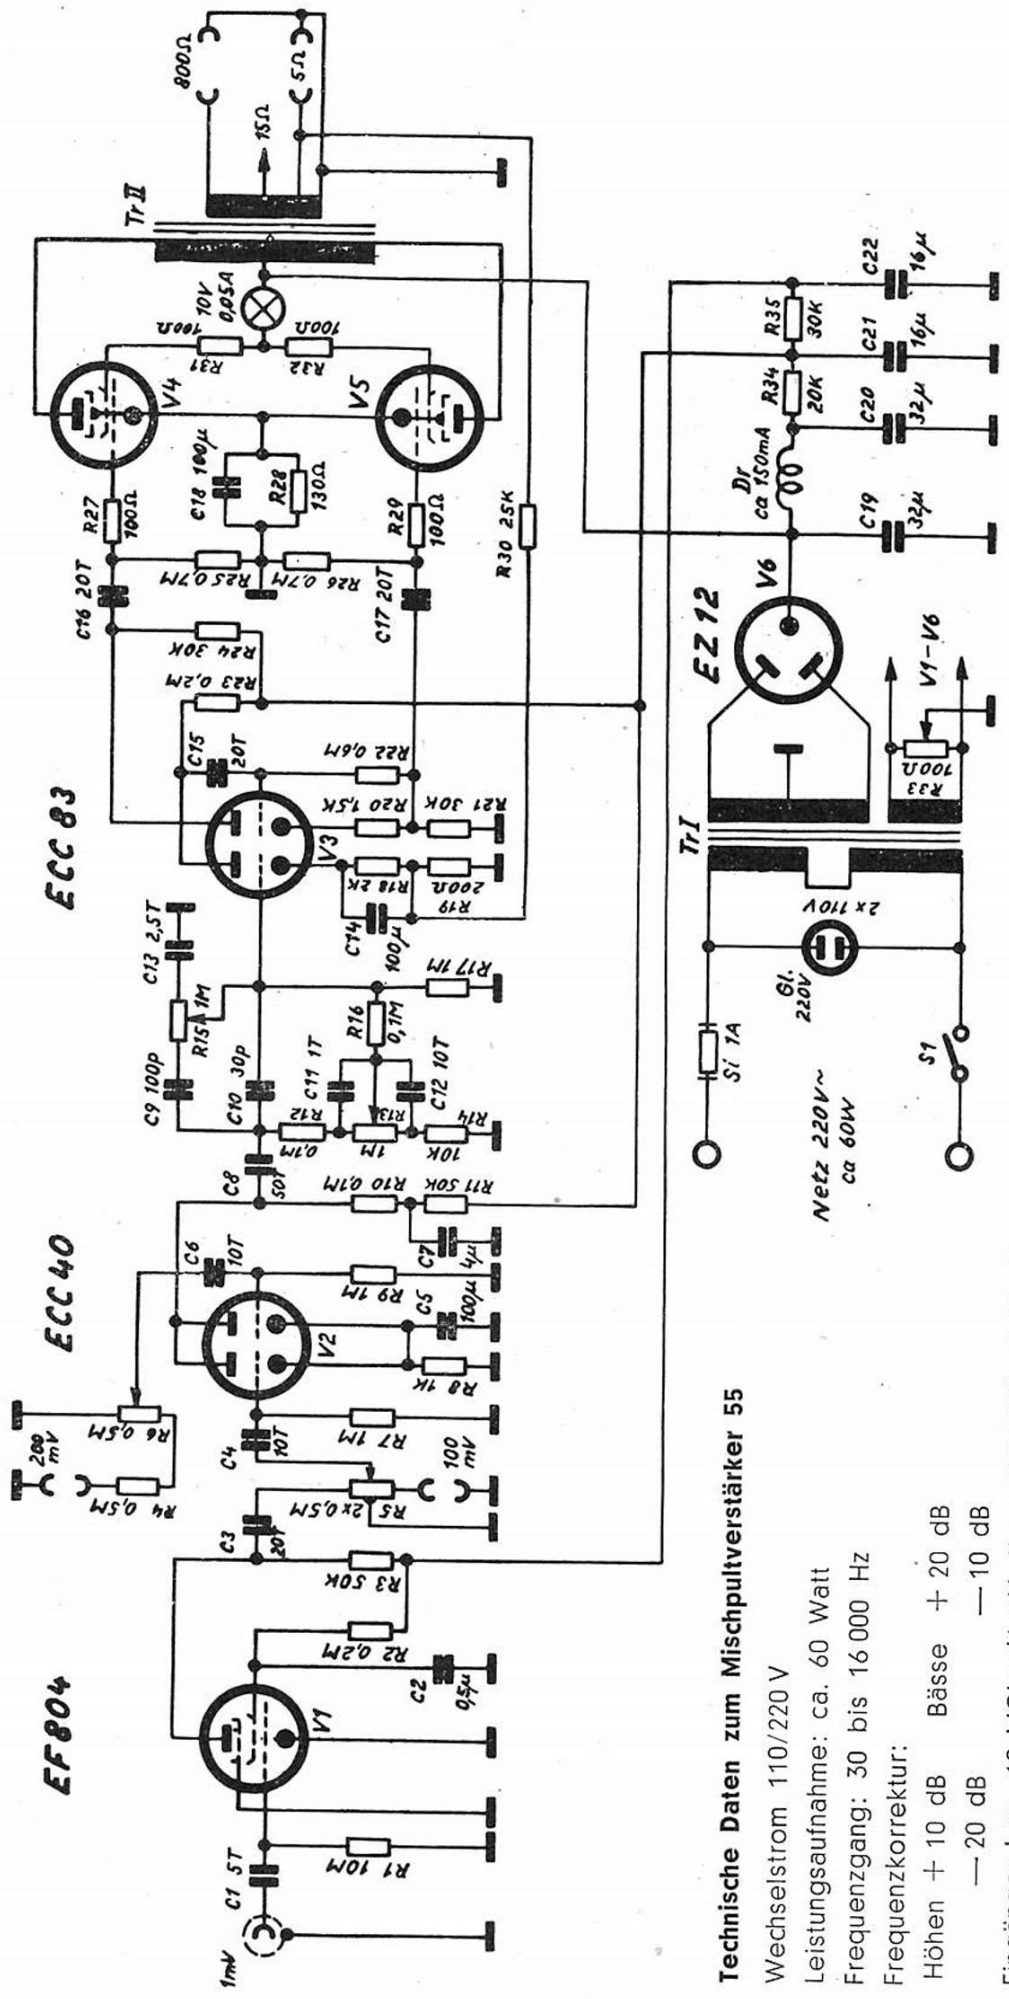 EF804
ECC40
ECC 83
1mV
C1 5T
R1 10M
V1
C2
0,5µ
R2 0,2M
R3 50K
C3
20T
R4 0,5M
200
mV
R6 0,5M
R5
2x0,5M
100
mV
C4
10T
R7 1M
V2
R8 1K
C5
100µ
C6
10T
R9 1M
C7
4µ
R10 0,1M
R11 50K
C8
50T
C9 100p
C10 30p
R12
0,1M
R13
1M
R14
10K
C11 1T
C12 10T
R15 1M
C13 2,5T
R16
0,1M
R17 1M
C14
100µ
V3
R18 2K
R19
200Ω
R20 1,5K
R21 30K
C15
20T
R22 0,6M
R23 0,2M
R24 30K
C16 20T
C17 20T
R25 0,7M
R26 0,7M
R27
100Ω
R29
100Ω
C18 100µ
R28
130Ω
R30 25K
V4
V5
R31
100Ω
R32
100Ω
10V
0,05A
Tr II
800Ω
15Ω
5Ω
Netz 220V~
ca 60W
Si 1A
S1
Gl.
220V
2x110V
Tr I
R33
100Ω
V1-V6
EZ 12
V6
C19
32µ
Dr
ca 150mA
C20
32µ
R34
20K
C21
16µ
R35
30K
C22
16µ
Technische Daten zum Mischpultverstärker 55
Wechselstrom 110/220 V
Leistungsaufnahme: ca. 60 Watt
Frequenzgang: 30 bis 16 000 Hz
Frequenzkorrektur:
Höhen + 10 dB Bässe + 20 dB
— 20 dB — 10 dB